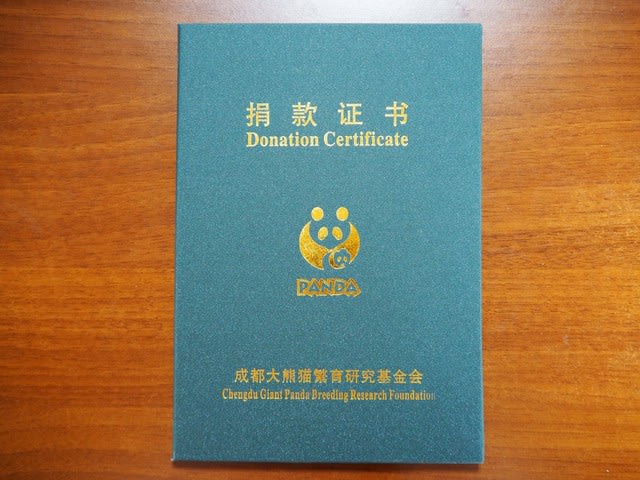 捐款证书
Donation Certificate
PANDA
成都大熊猫繁育研究基金会
Chengdu Giant Panda Breeding Research Foundation